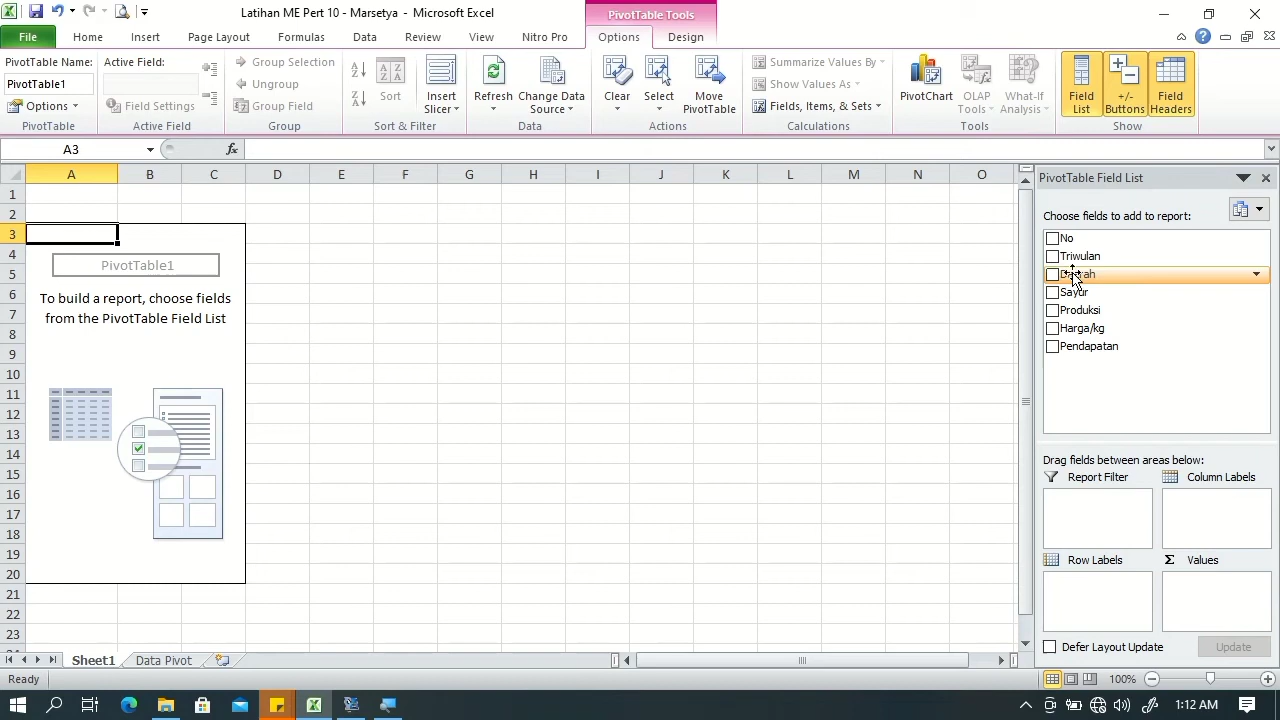 Latihan ME Pert 10 - Marsetya - Microsoft Excel
PivotTable Tools
File Home Insert Page Layout Formulas Data Review View Nitro Pro Options Design
PivotTable Name:
PivotTable1
Options
PivotTable
Active Field:
Field Settings
Active Field
Group Selection
Ungroup
Group Field
Group
Sort
Insert
Slicer
Sort & Filter
Refresh
Change Data
Source
Data
Clear
Select
Move
PivotTable
Actions
Summarize Values By
Show Values As
Fields, Items, & Sets
Calculations
PivotChart
OLAP
Tools
What-If
Analysis
Tools
Field
List
+/-
Buttons
Field
Headers
Show
A3
fx
A B C D E F G H I J K L M N O
1
2
3
4
5
6
7
8
9
10
11
12
13
14
15
16
17
18
19
20
21
22
23
PivotTable1
To build a report, choose fields
from the PivotTable Field List
PivotTable Field List
Choose fields to add to report:
No
Triwulan
Sayur
Produksi
Harga/kg
Pendapatan
Drag fields between areas below:
Report Filter
Column Labels
Row Labels
Σ Values
Defer Layout Update
Update
Sheet1 Data Pivot
Ready
100%
1:12 AM